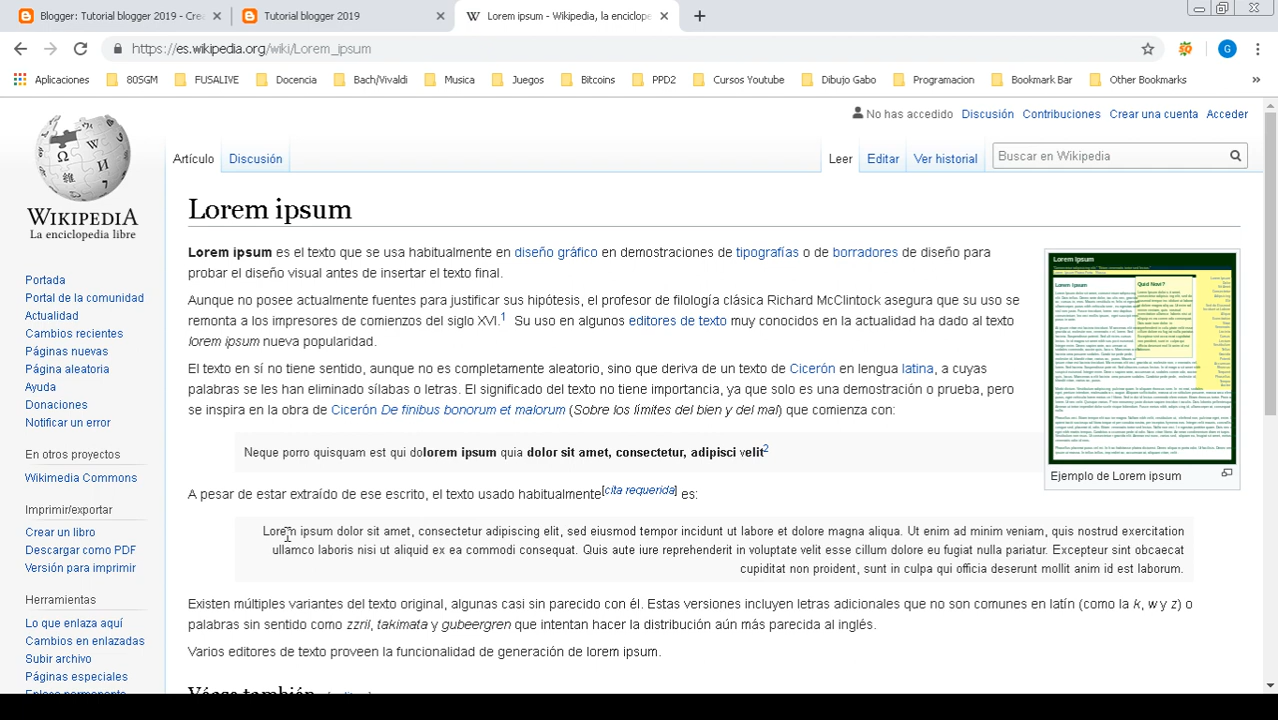 Blogger: Tutorial blogger 2019 - Cre
Tutorial blogger 2019
Lorem ipsum - Wikipedia, la enciclope
https://es.wikipedia.org/wiki/Lorem_ipsum
G
Aplicaciones
80SGM
FUSALIVE
Docencia
Bach/Vivaldi
Musica
Juegos
Bitcoins
PPD2
Cursos Youtube
Dibujo Gabo
Programacion
Bookmark Bar
Other Bookmarks
No has accedido Discusión Contribuciones Crear una cuenta Acceder
Artículo Discusión Leer Editar Ver historial Buscar en Wikipedia
WIKIPEDIA
La enciclopedia libre
Portada
Portal de la comunidad
Actualidad
Cambios recientes
Páginas nuevas
Página aleatoria
Ayuda
Donaciones
Notificar un error
En otros proyectos
Wikimedia Commons
Imprimir/exportar
Crear un libro
Descargar como PDF
Versión para imprimir
Herramientas
Lo que enlaza aquí
Cambios en enlazadas
Subir archivo
Páginas especiales
Lorem ipsum
Lorem ipsum es el texto que se usa habitualmente en diseño gráfico en demostraciones de tipografías o de borradores de diseño para
probar el diseño visual antes de insertar el texto final.
Aunque no posee actualmente fuentes para justificar sus hipótesis, el profesor de filología clásica Richard McClintock asegura que su uso se
remonta a los impresores de comienzos del siglo XVI.1 Su uso en algunos editores de texto muy conocidos en la actualidad ha dado al texto
lorem ipsum nueva popularidad.
El texto en sí no tiene sentido, aunque no es completamente aleatorio, sino que deriva de un texto de Cicerón en lengua latina, a cuyas
palabras se les han eliminado sílabas o letras. El significado del texto no tiene importancia, ya que solo es una demostración o prueba, pero
se inspira en la obra de Cicerón De finibus bonorum et malorum (Sobre los límites del bien y del mal) que comienza con:
Neque porro quisquam est qui dolorem ipsum quia dolor sit amet, consectetur, adipisci velit2
A pesar de estar extraído de ese escrito, el texto usado habitualmente[cita requerida] es:
Lorem ipsum dolor sit amet, consectetur adipiscing elit, sed eiusmod tempor incidunt ut labore et dolore magna aliqua. Ut enim ad minim veniam, quis nostrud exercitation
ullamco laboris nisi ut aliquid ex ea commodi consequat. Quis aute iure reprehenderit in voluptate velit esse cillum dolore eu fugiat nulla pariatur. Excepteur sint obcaecat
cupiditat non proident, sunt in culpa qui officia deserunt mollit anim id est laborum.
Existen múltiples variantes del texto original, algunas casi sin parecido con él. Estas versiones incluyen letras adicionales que no son comunes en latín (como la k, w y z) o
palabras sin sentido como zzril, takimata y gubeergren que intentan hacer la distribución aún más parecida al inglés.
Varios editores de texto proveen la funcionalidad de generación de lorem ipsum.
Lorem Ipsum
Lorem Ipsum
Quid Novi?
Ejemplo de Lorem ipsum